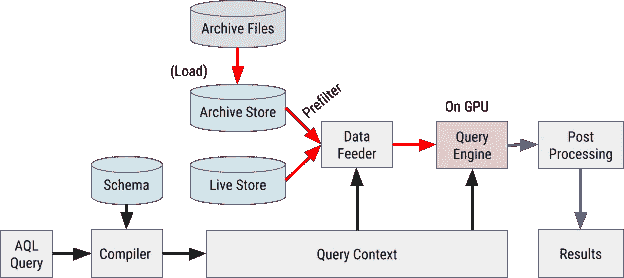 Archive Files
(Load)
Archive Store
Prefilter
On GPU
Data
Feeder
Query
Engine
Post
Processing
Schema
Live Store
AQL
Query
Compiler
Query Context
Results